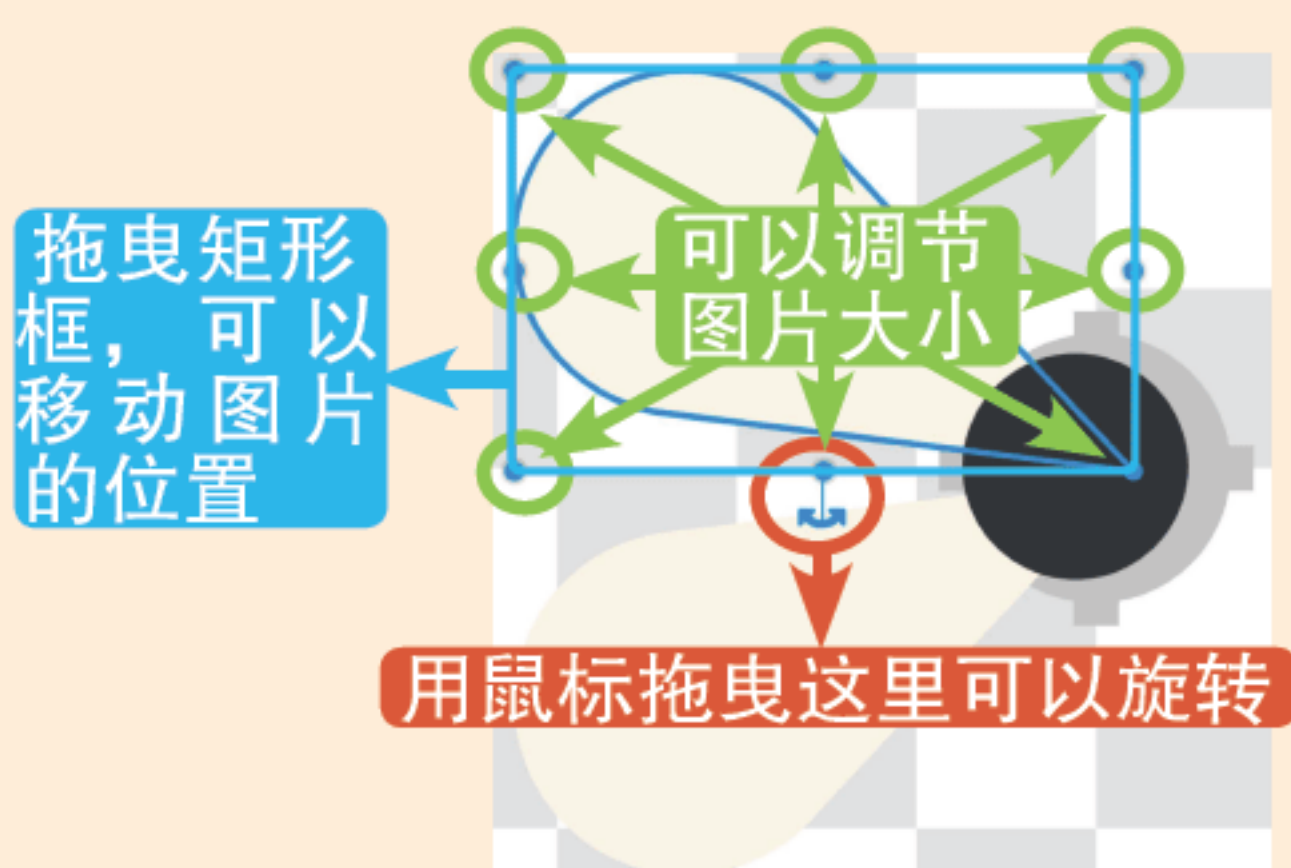 拖曳矩形
框，可以
移动图片
的位置
可以调节
图片大小
用鼠标拖曳这里可以旋转